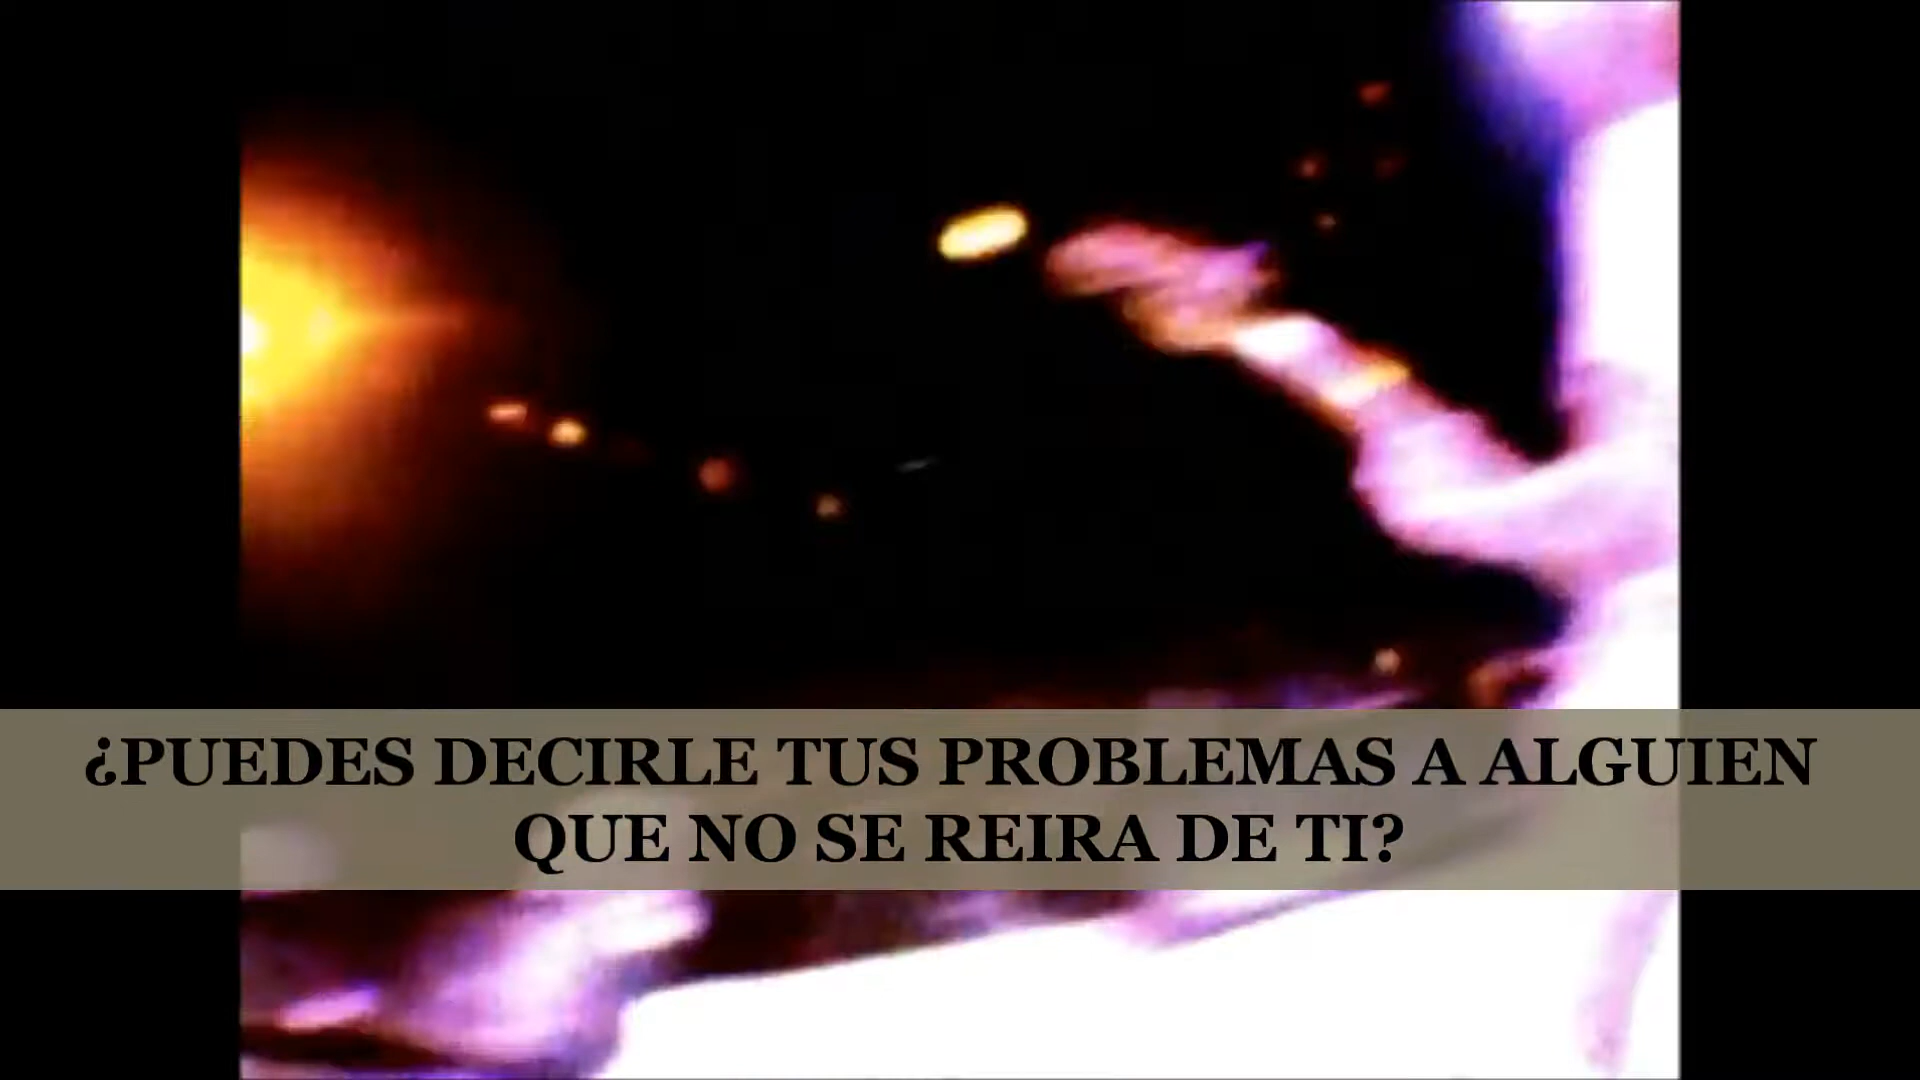 ¿PUEDES DECIRLE TUS PROBLEMAS A ALGUIEN
QUE NO SE REIRA DE TI?